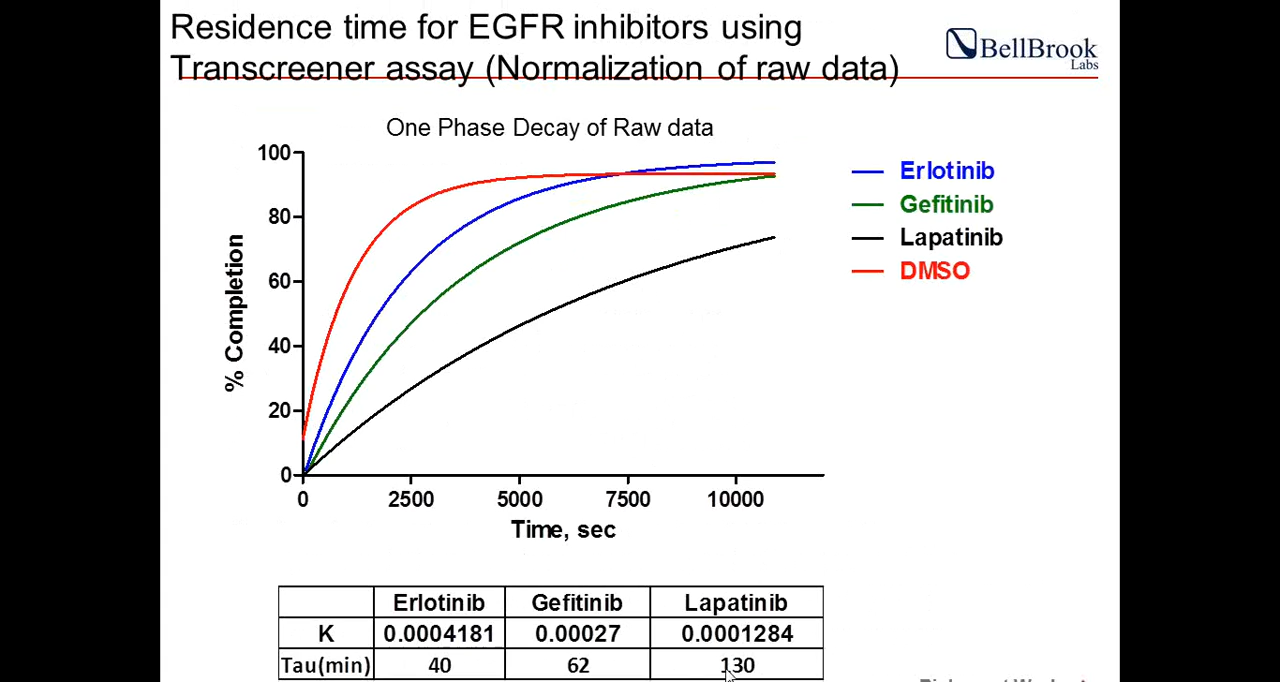 Residence time for EGFR inhibitors using
Transcreener assay (Normalization of raw data)
BellBrook
Labs
One Phase Decay of Raw data
100
80
60
40
20
0
% Completion
0 2500 5000 7500 10000
Time, sec
Erlotinib
Gefitinib
Lapatinib
DMSO
Erlotinib Gefitinib Lapatinib
K 0.0004181 0.00027 0.0001284
Tau(min) 40 62 130